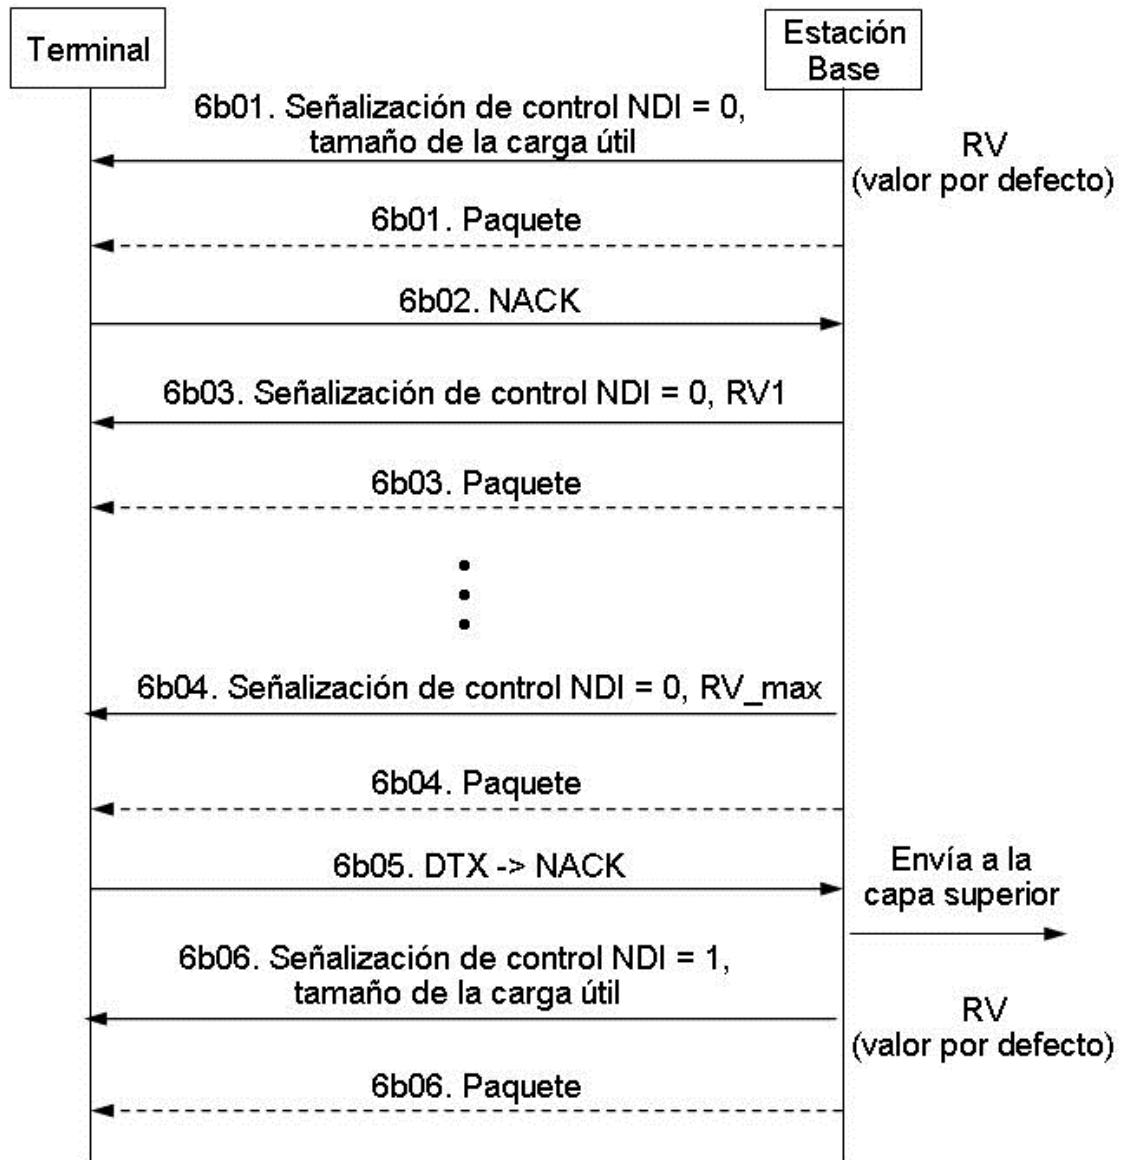 Terminal
Estación
Base
6b01. Señalización de control NDI = 0,
tamaño de la carga útil
RV
(valor por defecto)
6b01. Paquete
6b02. NACK
6b03. Señalización de control NDI = 0, RV1
6b03. Paquete
6b04. Señalización de control NDI = 0, RV_max
6b04. Paquete
6b05. DTX -> NACK
Envía a la
capa superior
6b06. Señalización de control NDI = 1,
tamaño de la carga útil
RV
(valor por defecto)
6b06. Paquete